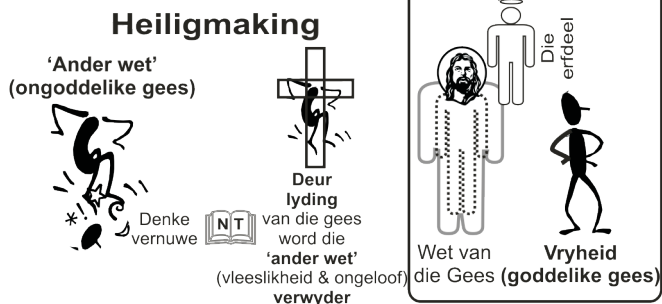 Heiligmaking
'Ander wet'
(ongoddelike gees)
*!
Denke
vernuwe
N T
Deur
lyding
van die gees
word die
'ander wet'
(vleeslikheid & ongeloof)
verwyder
Die
erfdeel
Wet van
die Gees
Vryheid
(goddelike gees)